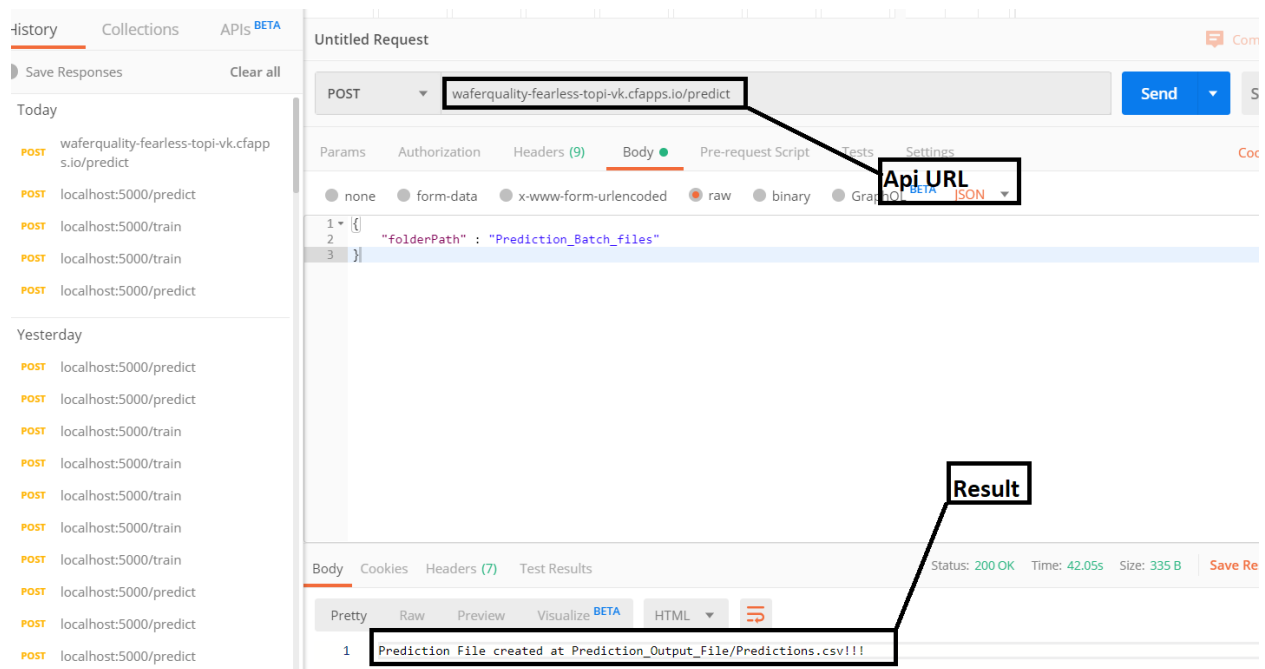 History Collections APIs BETA
Save Responses Clear all
Today
POST waferquality-fearless-topi-vk.cfapp
s.io/predict
POST localhost:5000/predict
POST localhost:5000/train
POST localhost:5000/train
POST localhost:5000/predict
Yesterday
POST localhost:5000/predict
POST localhost:5000/predict
POST localhost:5000/train
POST localhost:5000/train
POST localhost:5000/train
POST localhost:5000/train
POST localhost:5000/train
POST localhost:5000/predict
POST localhost:5000/predict
POST localhost:5000/predict
Untitled Request Com
POST waferquality-fearless-topi-vk.cfapps.io/predict Send S
Params Authorization Headers (9) Body Pre-request Script Tests Settings Coo
Api URL
none form-data x-www-form-urlencoded raw binary GraphQL BETA JSON
1 {
2 "folderPath" : "Prediction_Batch_files"
3 }
Result
Body Cookies Headers (7) Test Results Status: 200 OK Time: 42.05s Size: 335 B Save Re
Pretty Raw Preview Visualize BETA HTML
1 Prediction File created at Prediction_Output_File/Predictions.csv!!!